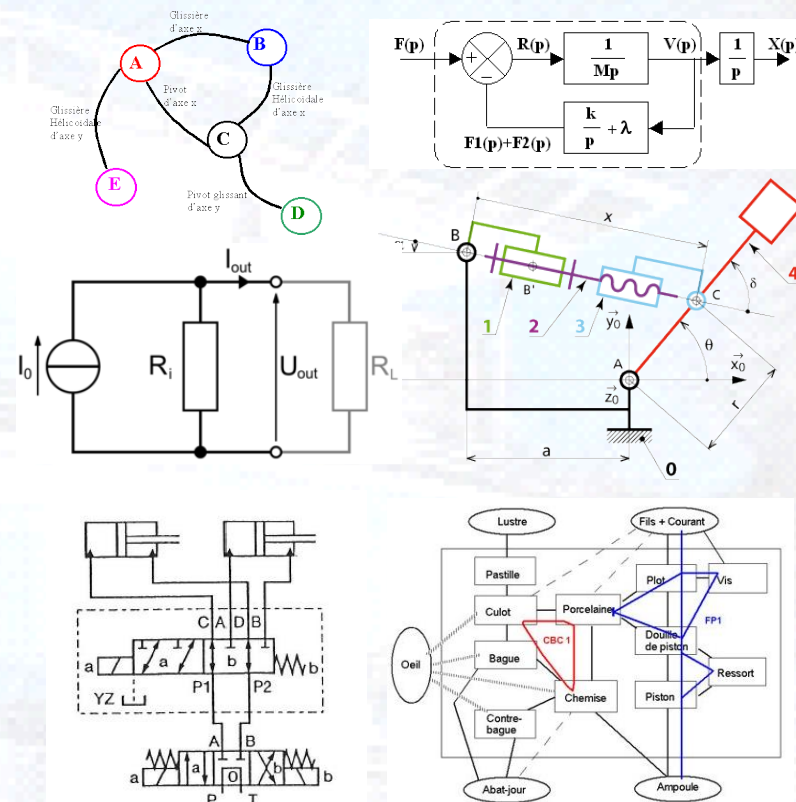 Glissière
d'axe x
A
B
Pivot
d'axe x
Glissière
Hélicoidale
d'axe x
Glissière
Hélicoidale
d'axe y
C
E
Pivot glissant
d'axe y
D
F(p)
+
−
R(p)
1
Mp
V(p)
1
p
X(p)
k
p
+ λ
F1(p)+F2(p)
I0
Ri
Iout
Uout
RL
B
x
B'
C
4
δ
1
2
3
y0
θ
A
x0
z0
r
a
0
C A D B
a
a
b
b
YZ
P1
P2
A B
a
a
0
b
b
P T
Lustre
Fils + Courant
Pastille
Plot
Vis
Culot
Porcelaine
FP1
CBC 1
Douille
de piston
Oeil
Bague
Ressort
Chemise
Piston
Contre-
bague
Abat-jour
Ampoule